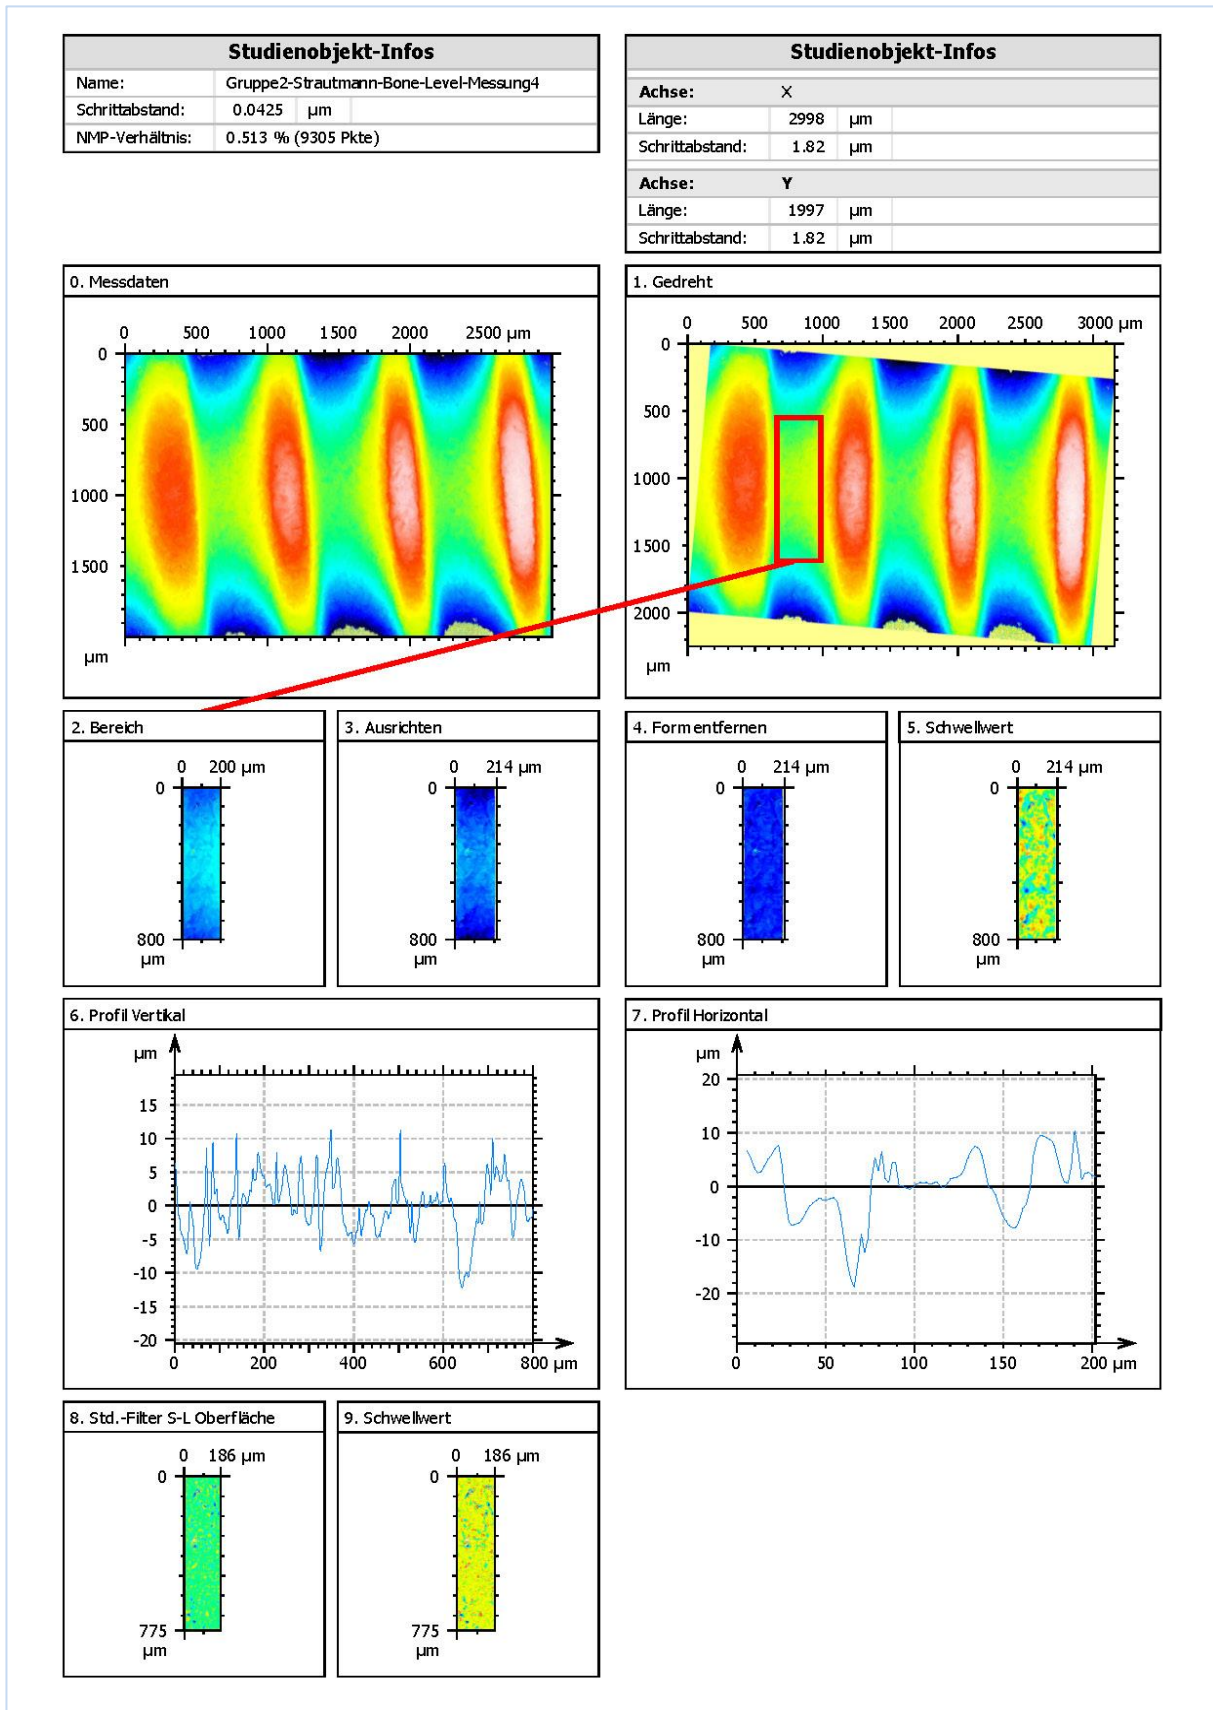 Studienobjekt-Infos
Name: Gruppe2-Strautmann-Bone-Level-Messung4
Schrittabstand: 0.0425 µm
NMP-Verhältnis: 0.513 % (9305 Pkte)
Studienobjekt-Infos
Achse: X
Länge: 2998 µm
Schrittabstand: 1.82 µm
Achse: Y
Länge: 1997 µm
Schrittabstand: 1.82 µm
0. Messdaten
0 500 1000 1500 2000 2500 µm
0
500
1000
1500
µm
1. Gedreht
0 500 1000 1500 2000 2500 3000 µm
0
500
1000
1500
2000
µm
2. Bereich
0 200 µm
0
800
µm
3. Ausrichten
0 214 µm
0
800
µm
4. Form entfernen
0 214 µm
0
800
µm
5. Schwellwert
0 214 µm
0
800
µm
6. Profil Vertikal
µm
15
10
5
0
-5
-10
-15
-20
0 200 400 600 800 µm
7. Profil Horizontal
µm
20
10
0
-10
-20
0 50 100 150 200 µm
8. Std.-Filter S-L Oberfläche
0 186 µm
0
775
µm
9. Schwellwert
0 186 µm
0
775
µm